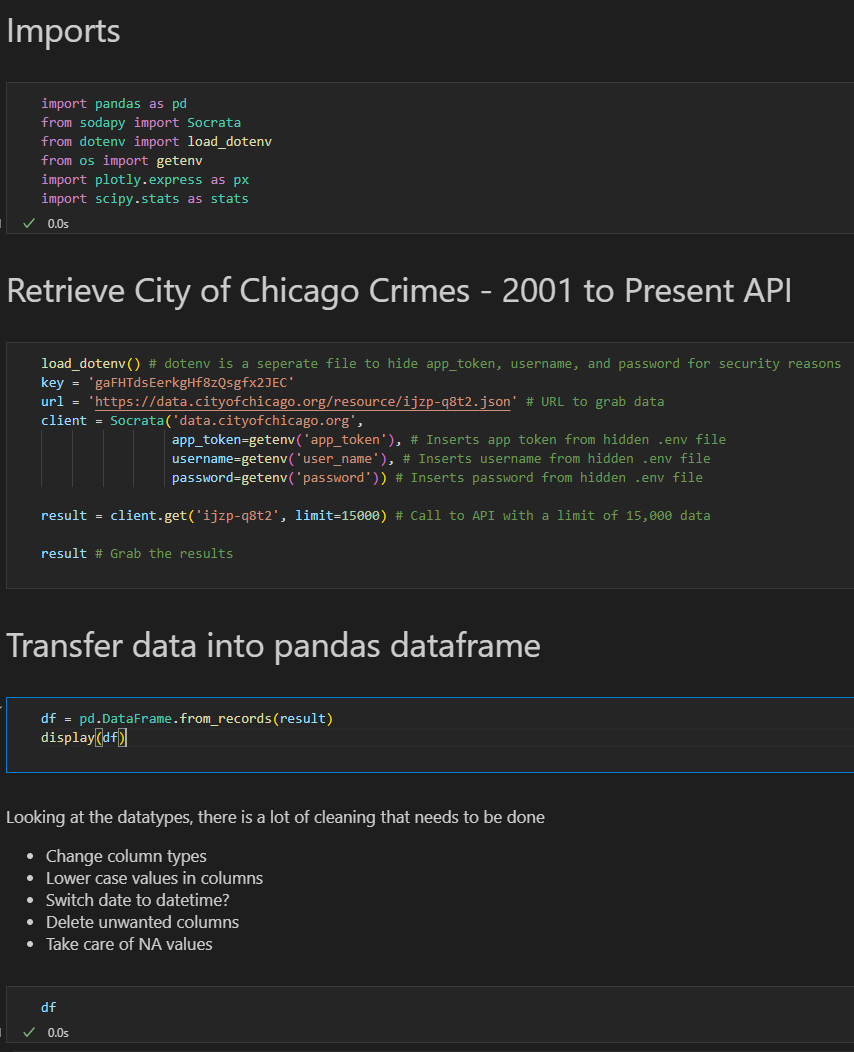 Imports
import pandas as pd
from sodapy import Socrata
from dotenv import load_dotenv
from os import getenv
import plotly.express as px
import scipy.stats as stats
✓ 0.0s
Retrieve City of Chicago Crimes - 2001 to Present API
load_dotenv() # dotenv is a seperate file to hide app_token, username, and password for security reasons
key = 'gaFHTdsEerkgHf8zQsgfx2JEC'
url = 'https://data.cityofchicago.org/resource/ijzp-q8t2.json' # URL to grab data
client = Socrata('data.cityofchicago.org',
app_token=getenv('app_token'), # Inserts app token from hidden .env file
username=getenv('user_name'), # Inserts username from hidden .env file
password=getenv('password')) # Inserts password from hidden .env file
result = client.get('ijzp-q8t2', limit=15000) # Call to API with a limit of 15,000 data
result # Grab the results
Transfer data into pandas dataframe
df = pd.DataFrame.from_records(result)
display(df)
Looking at the datatypes, there is a lot of cleaning that needs to be done
• Change column types
• Lower case values in columns
• Switch date to datetime?
• Delete unwanted columns
• Take care of NA values
df
✓ 0.0s